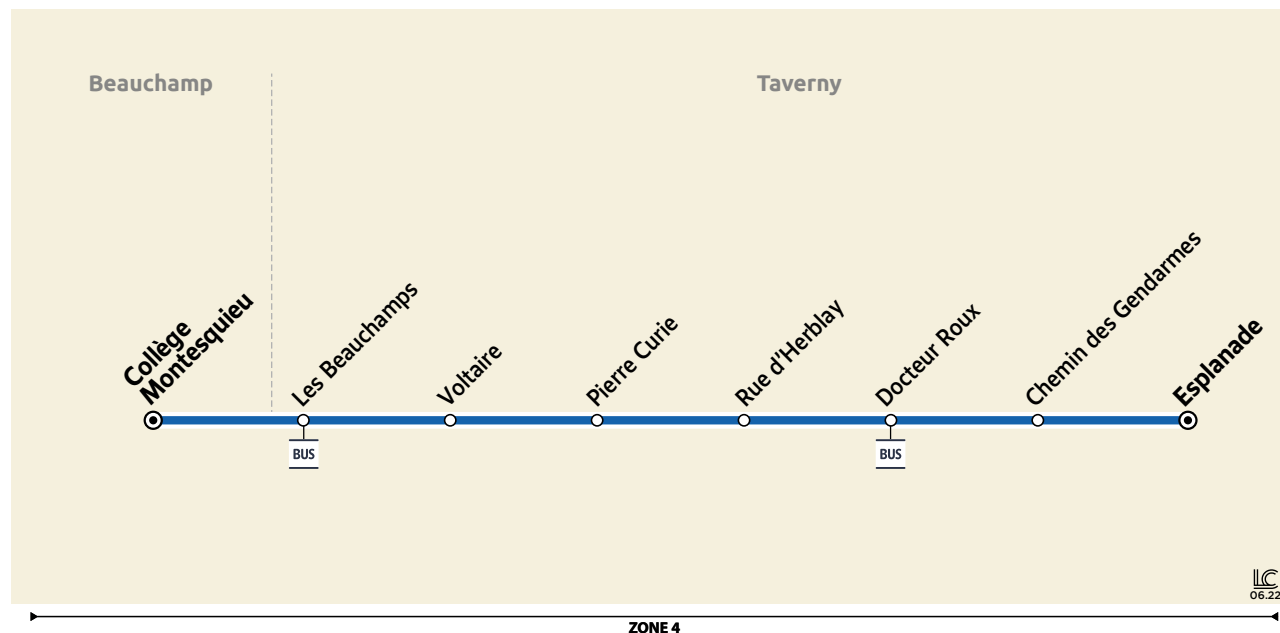 Beauchamp
Taverny
Collège
Montesquieu
Les Beauchamps
Voltaire
Pierre Curie
Rue d'Herblay
Docteur Roux
Chemin des Gendarmes
Esplanade
BUS
BUS
LC
06.22
ZONE 4